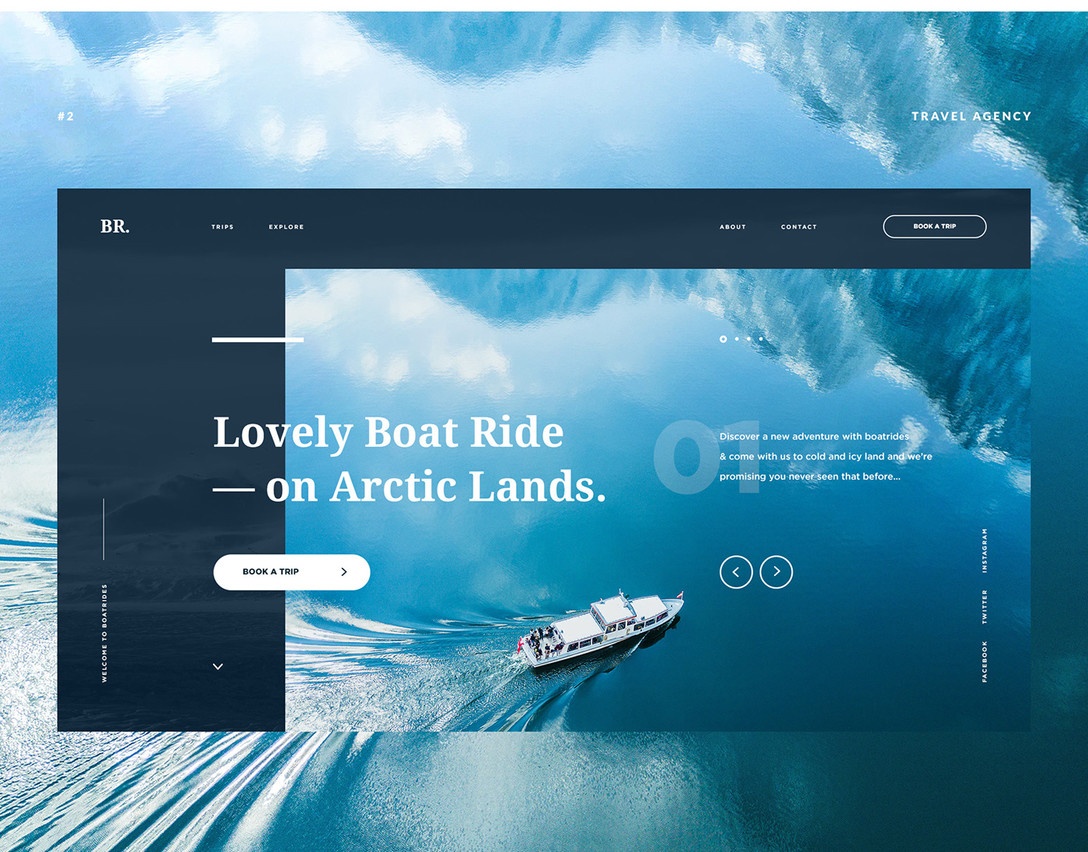 #2
TRAVEL AGENCY
BR.
TRIPS
EXPLORE
ABOUT
CONTACT
BOOK A TRIP
Lovely Boat Ride
— on Arctic Lands.
01
Discover a new adventure with boatrides
& come with us to cold and icy land and we're
promising you never seen that before...
BOOK A TRIP
WELCOME TO BOATRIDES
INSTAGRAM
TWITTER
FACEBOOK